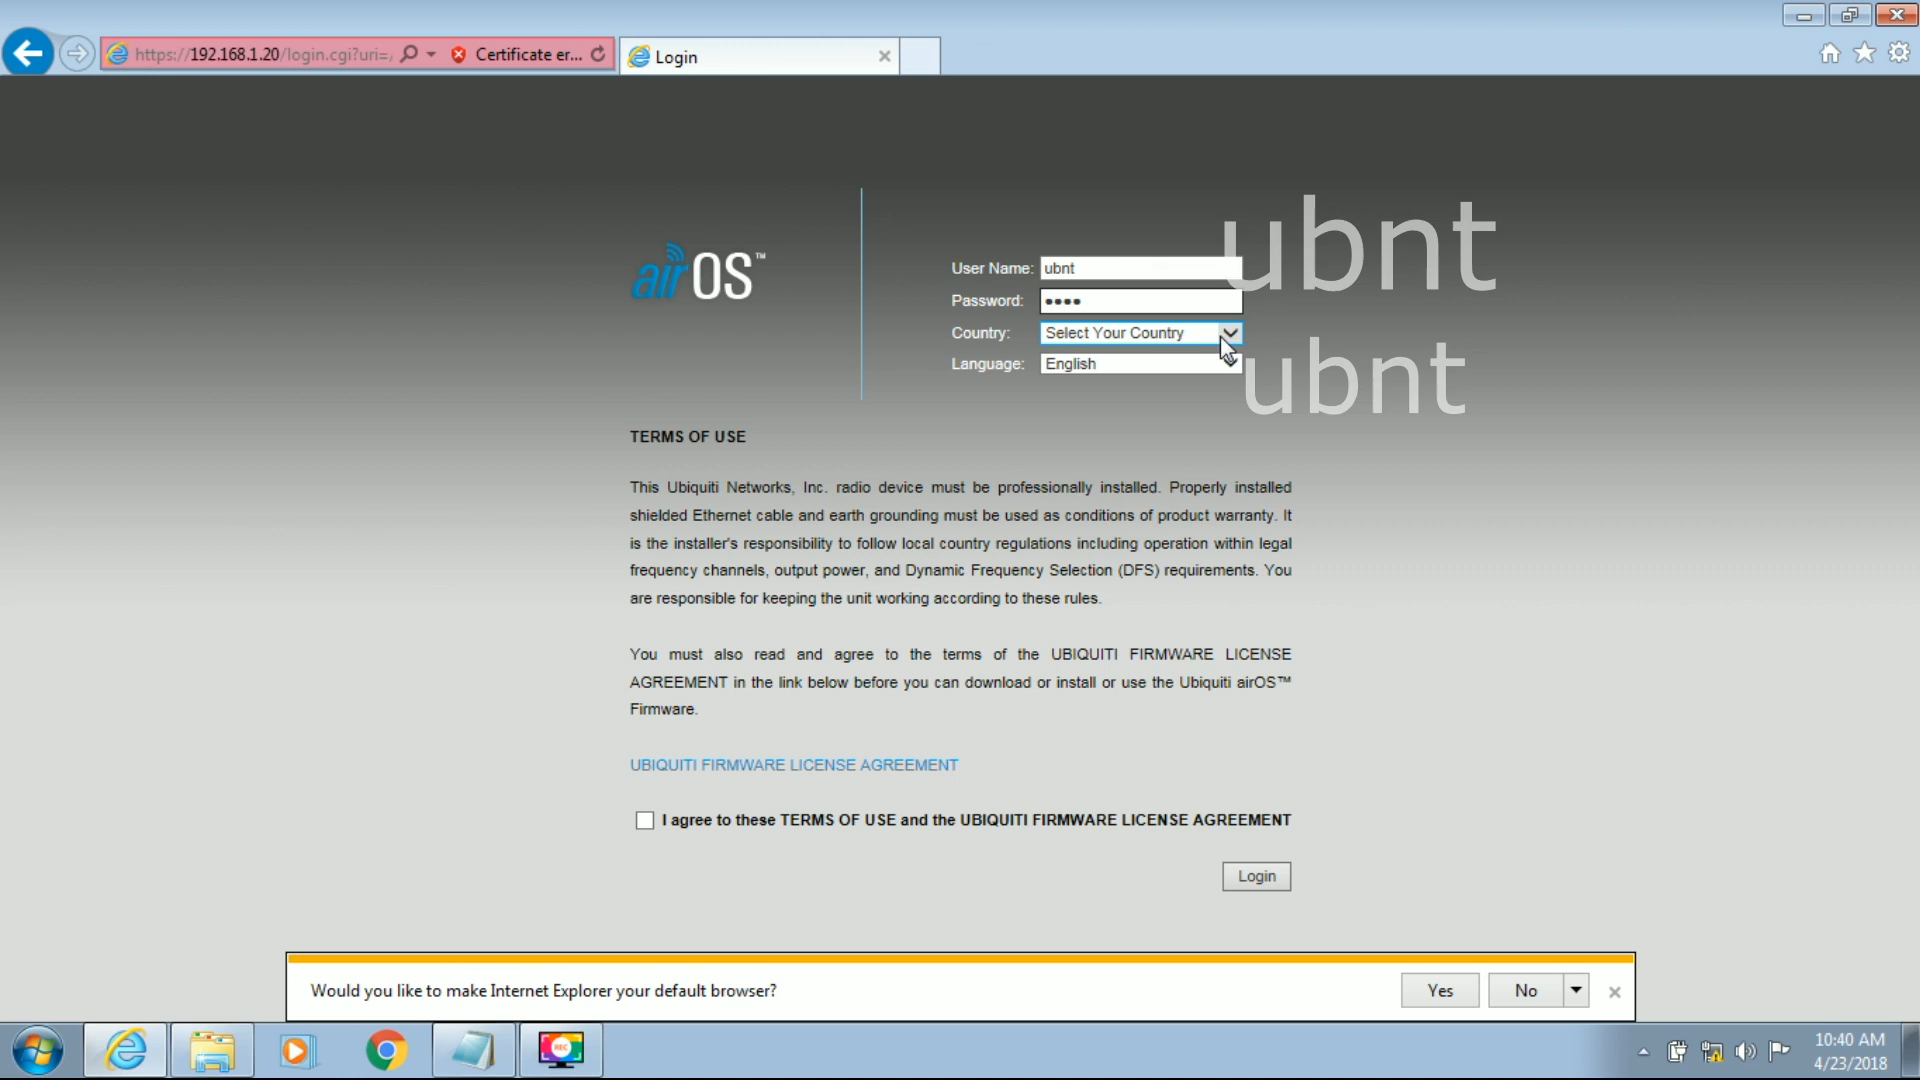 https://192.168.1.20/login.cgi?uri=/
Certificate er...
Login
airOS™
User Name: ubnt
ubnt
Password: ••••
Country: Select Your Country
Language: English
ubnt
TERMS OF USE
This Ubiquiti Networks, Inc. radio device must be professionally installed. Properly installed
shielded Ethernet cable and earth grounding must be used as conditions of product warranty. It
is the installer's responsibility to follow local country regulations including operation within legal
frequency channels, output power, and Dynamic Frequency Selection (DFS) requirements. You
are responsible for keeping the unit working according to these rules.
You must also read and agree to the terms of the UBIQUITI FIRMWARE LICENSE
AGREEMENT in the link below before you can download or install or use the Ubiquiti airOS™
Firmware.
UBIQUITI FIRMWARE LICENSE AGREEMENT
I agree to these TERMS OF USE and the UBIQUITI FIRMWARE LICENSE AGREEMENT
Login
Would you like to make Internet Explorer your default browser?
Yes
No
REC
10:40 AM
4/23/2018